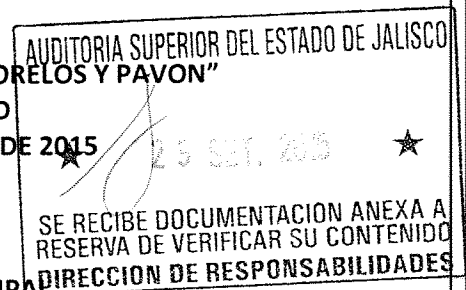 AUDITORIA SUPERIOR DEL ESTADO DE JALISCO
ORELOS Y PAVON"
O
DE 2015
25 SET. 2015
SE RECIBE DOCUMENTACION ANEXA A
RESERVA DE VERIFICAR SU CONTENIDO
DIRECCION DE RESPONSABILIDADES